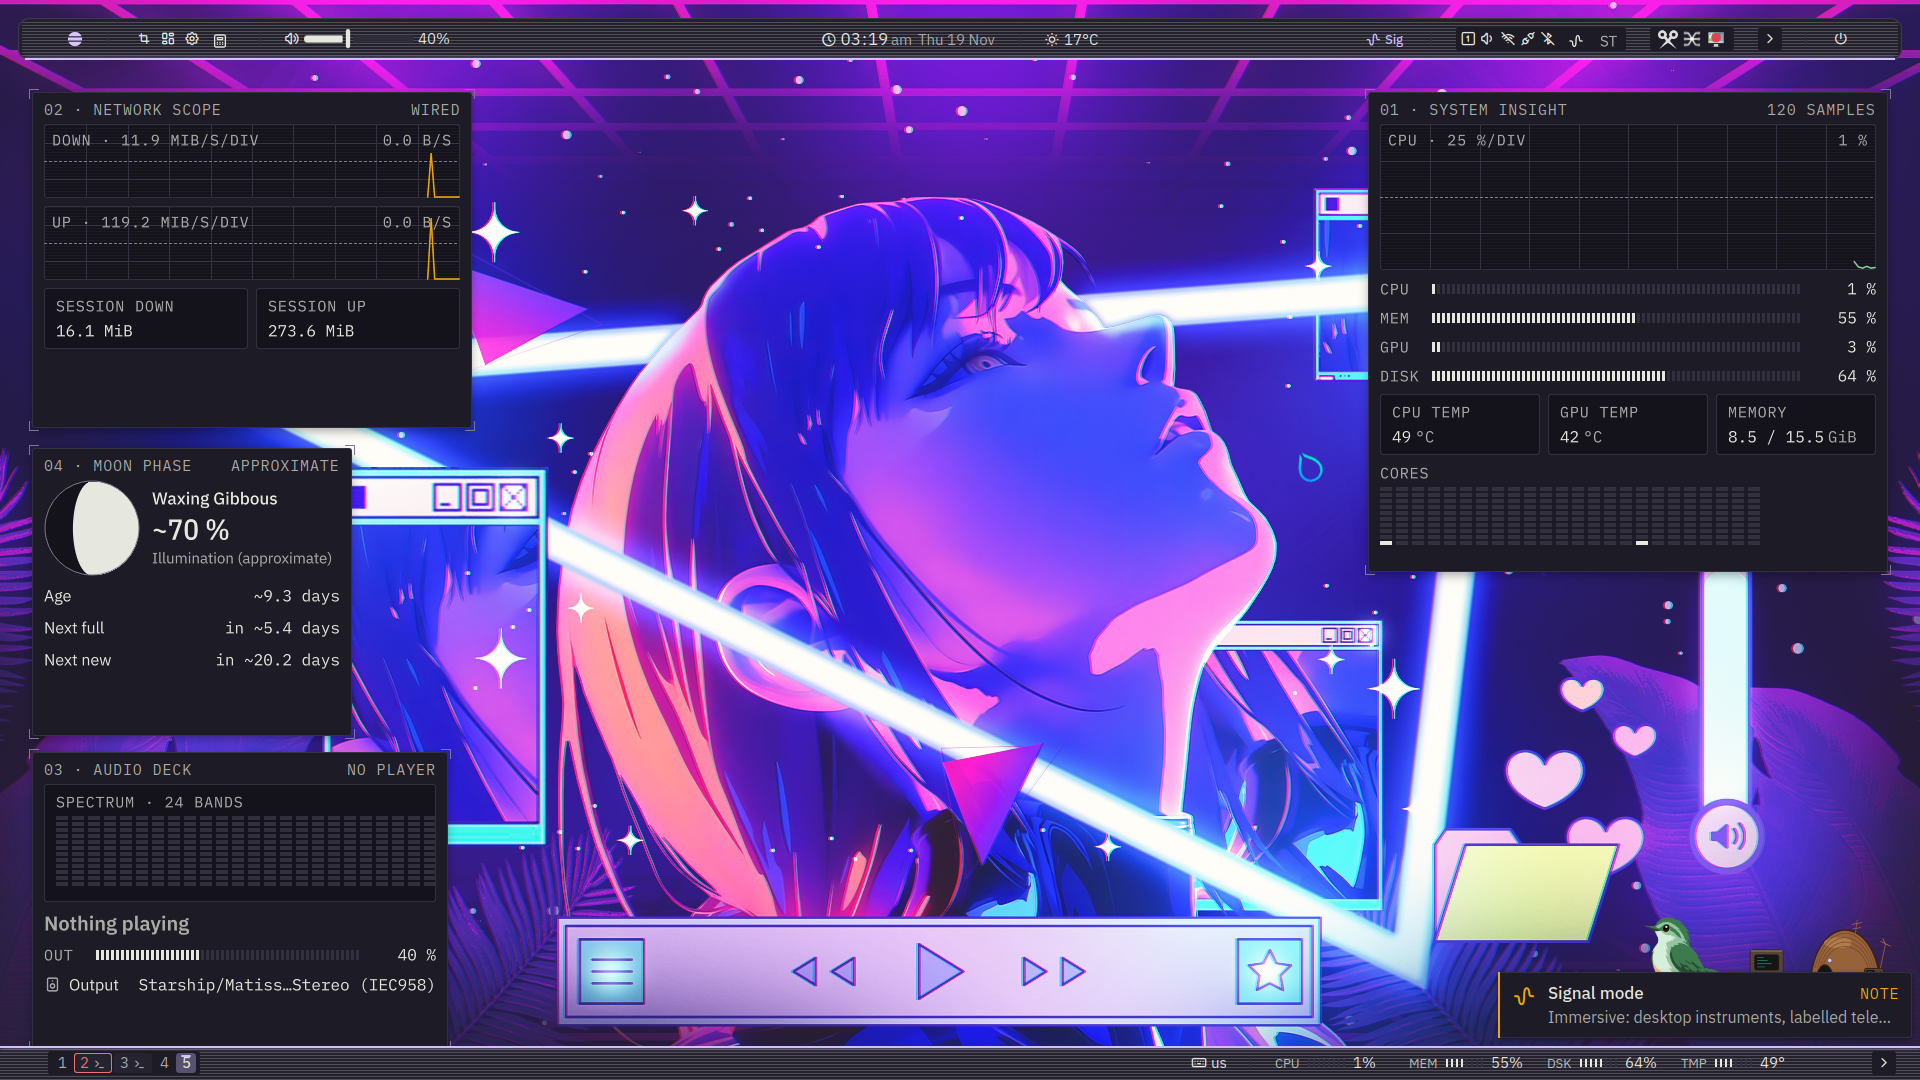 40%
03:19 am Thu 19 Nov
17°C
Sig
1
ST
02 · NETWORK SCOPE WIRED
DOWN · 11.9 MIB/S/DIV 0.0 B/S
UP · 119.2 MIB/S/DIV 0.0 B/S
SESSION DOWN
16.1 MiB
SESSION UP
273.6 MiB
04 · MOON PHASE APPROXIMATE
Waxing Gibbous
~70 %
Illumination (approximate)
Age ~9.3 days
Next full in ~5.4 days
Next new in ~20.2 days
03 · AUDIO DECK NO PLAYER
SPECTRUM · 24 BANDS
Nothing playing
OUT 40 %
Output Starship/Matiss…Stereo (IEC958)
01 · SYSTEM INSIGHT 120 SAMPLES
CPU · 25 %/DIV 1 %
CPU 1 %
MEM 55 %
GPU 3 %
DISK 64 %
CPU TEMP
49 °C
GPU TEMP
42 °C
MEMORY
8.5 / 15.5 GiB
CORES
Signal mode NOTE
Immersive: desktop instruments, labelled tele…
1 2 3 4 5
us CPU 1% MEM 55% DSK 64% TMP 49°